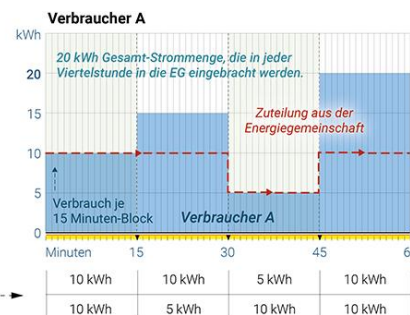 Verbraucher A
kWh
20 kWh Gesamt-Strommenge, die in jeder
Viertelstunde in die EG eingebracht werden.
20
15
Zuteilung aus der
Energiegemeinschaft
10
5
Verbrauch je
15 Minuten-Block
Verbraucher A
0
Minuten 15 30 45 6
10 kWh 10 kWh 5 kWh 10 kWh
10 kWh 5 kWh 10 kWh 10 kWh